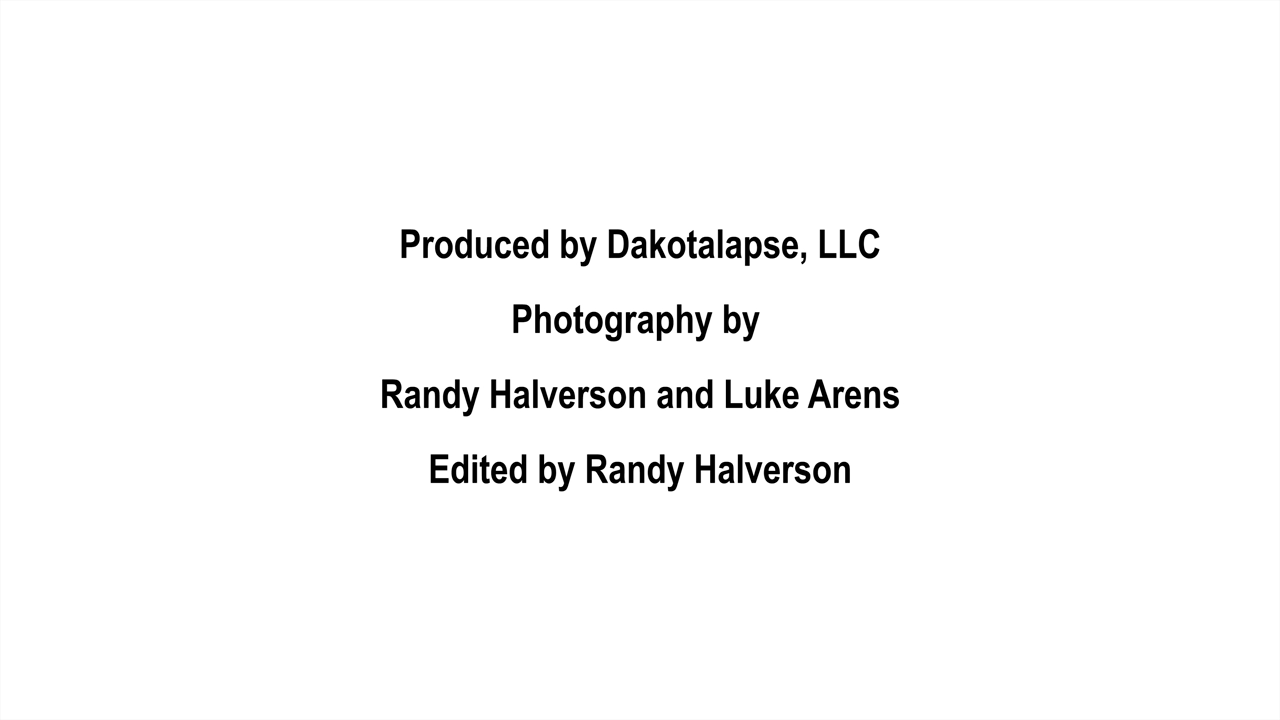 Produced by Dakotalapse, LLC
Photography by
Randy Halverson and Luke Arens
Edited by Randy Halverson